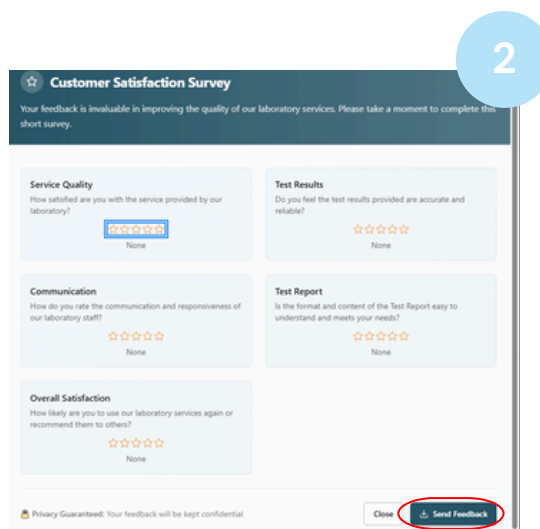 2
Customer Satisfaction Survey
Your feedback is invaluable in improving the quality of our laboratory services. Please take a moment to complete this
short survey.
Service Quality
How satisfied are you with the service provided by our
laboratory?
None
Test Results
Do you feel the test results provided are accurate and
reliable?
None
Communication
How do you rate the communication and responsiveness of
our laboratory staff?
None
Test Report
Is the format and content of the Test Report easy to
understand and meets your needs?
None
Overall Satisfaction
How likely are you to use our laboratory services again or
recommend them to others?
None
Privacy Guaranteed: Your feedback will be kept confidential
Close
Send Feedback